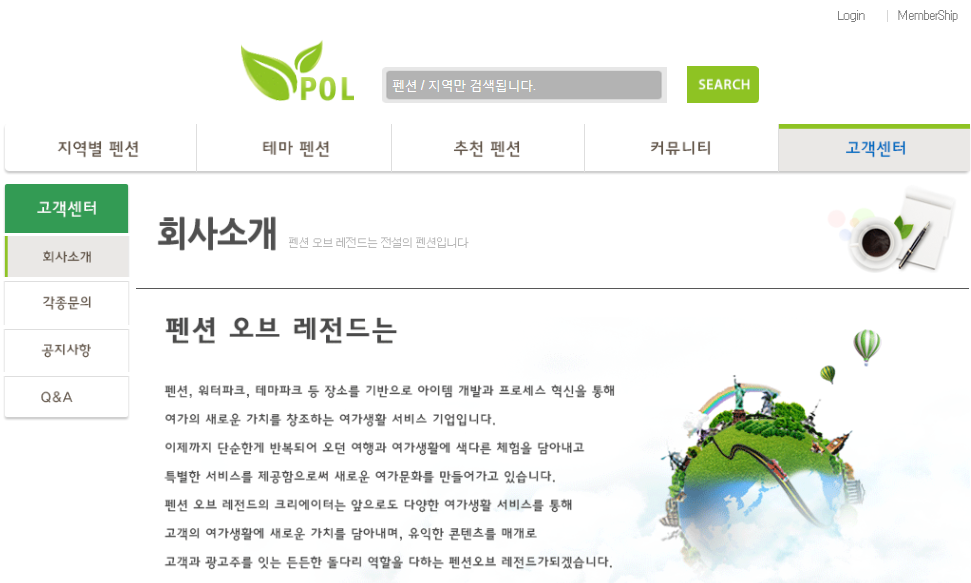 Login
MemberShip
POL
펜션 / 지역만 검색됩니다.
SEARCH
지역별 펜션
테마 펜션
추천 펜션
커뮤니티
고객센터
고객센터
회사소개
각종문의
공지사항
Q&A
회사소개
펜션 오브 레전드는 전설의 펜션입니다
펜션 오브 레전드는
펜션, 워터파크, 테마파크 등 장소를 기반으로 아이템 개발과 프로세스 혁신을 통해
여가의 새로운 가치를 창조하는 여가생활 서비스 기업입니다.
이제까지 단순한게 반복되어 오던 여행과 여가생활에 색다른 체험을 담아내고
특별한 서비스를 제공함으로써 새로운 여가문화를 만들어가고 있습니다.
펜션 오브 레전드의 크리에이터는 앞으로도 다양한 여가생활 서비스를 통해
고객의 여가생활에 새로운 가치를 담아내며, 유익한 콘텐츠를 매개로
고객과 광고주를 잇는 든든한 돌다리 역할을 다하는 펜션오브 레전드가되겠습니다.